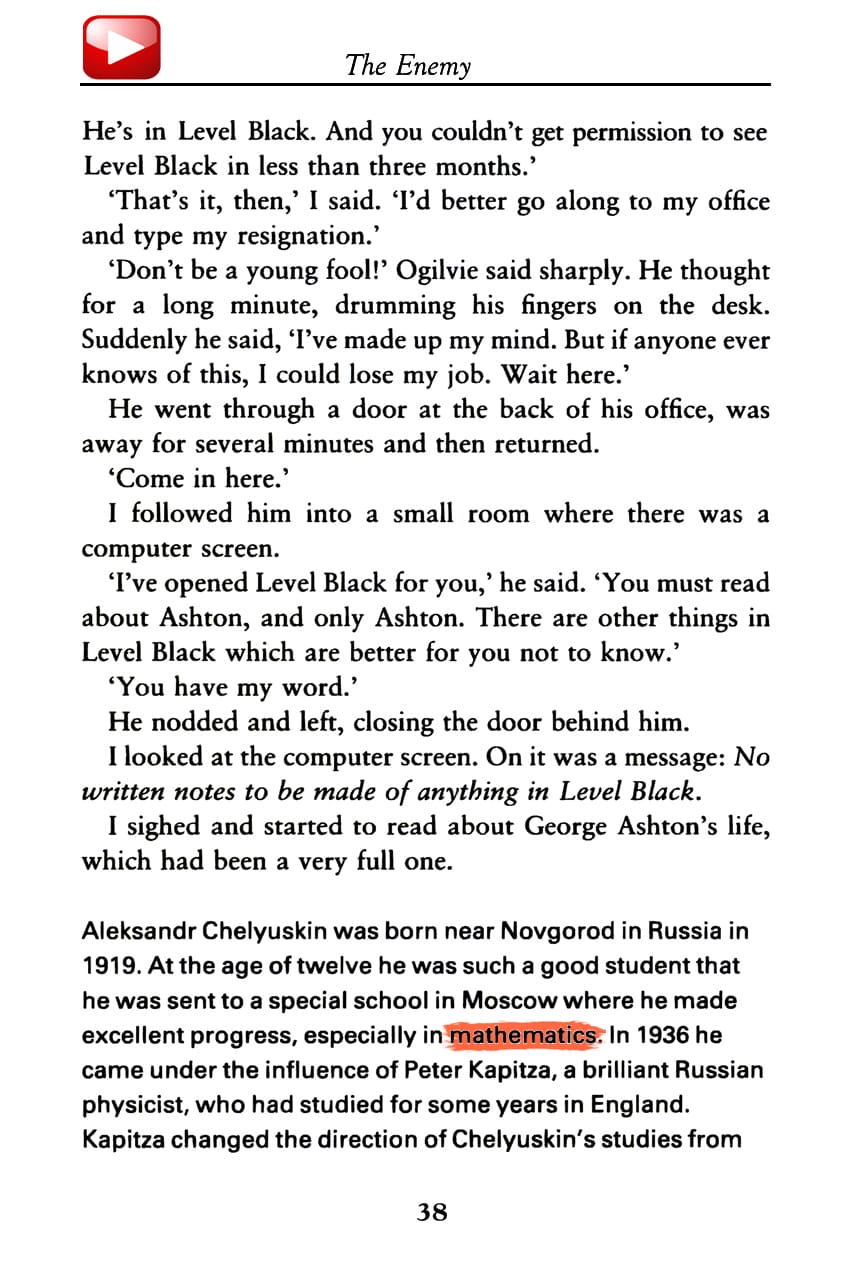 The Enemy
He's in Level Black. And you couldn't get permission to see
Level Black in less than three months.'
'That's it, then,' I said. 'I'd better go along to my office
and type my resignation.'
'Don't be a young fool!' Ogilvie said sharply. He thought
for a long minute, drumming his fingers on the desk.
Suddenly he said, 'I've made up my mind. But if anyone ever
knows of this, I could lose my job. Wait here.'
He went through a door at the back of his office, was
away for several minutes and then returned.
'Come in here.'
I followed him into a small room where there was a
computer screen.
'I've opened Level Black for you,' he said. 'You must read
about Ashton, and only Ashton. There are other things in
Level Black which are better for you not to know.'
'You have my word.'
He nodded and left, closing the door behind him.
I looked at the computer screen. On it was a message: No
written notes to be made of anything in Level Black.
I sighed and started to read about George Ashton's life,
which had been a very full one.
Aleksandr Chelyuskin was born near Novgorod in Russia in
1919. At the age of twelve he was such a good student that
he was sent to a special school in Moscow where he made
excellent progress, especially in mathematics. In 1936 he
came under the influence of Peter Kapitza, a brilliant Russian
physicist, who had studied for some years in England.
Kapitza changed the direction of Chelyuskin's studies from
38